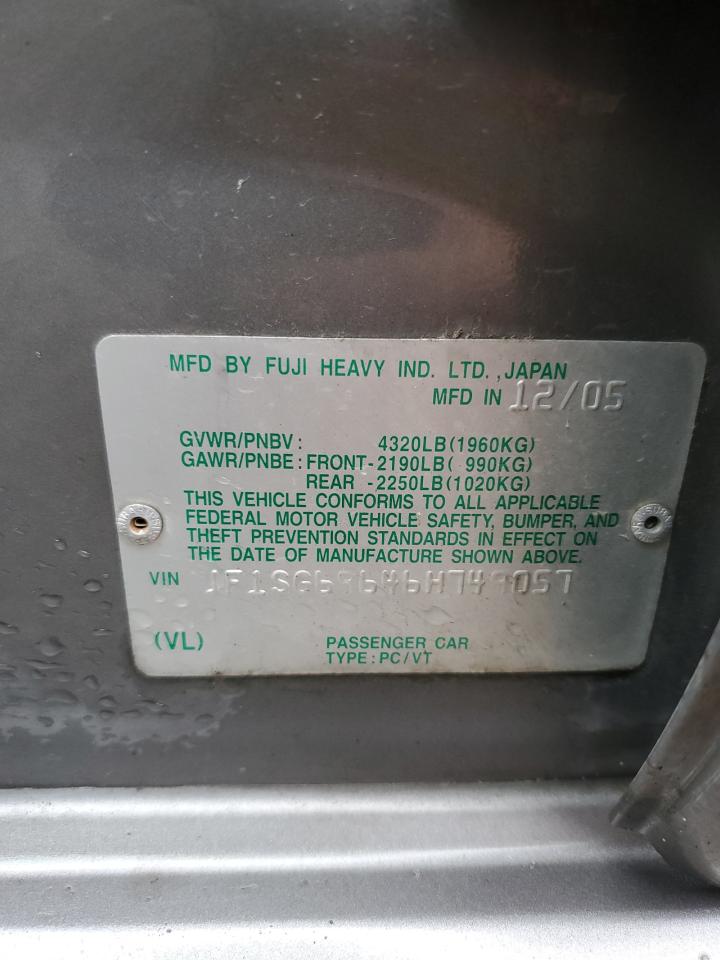 MFD BY FUJI HEAVY IND. LTD.,JAPAN
MFD IN 12/05
GVWR/PNBV: 4320LB(1960KG)
GAWR/PNBE:FRONT-2190LB( 990KG)
REAR -2250LB(1020KG)
THIS VEHICLE CONFORMS TO ALL APPLICABLE
FEDERAL MOTOR VEHICLE SAFETY, BUMPER, AND
THEFT PREVENTION STANDARDS IN EFFECT ON
THE DATE OF MANUFACTURE SHOWN ABOVE.
VIN
(VL) PASSENGER CAR
TYPE:PC/VT